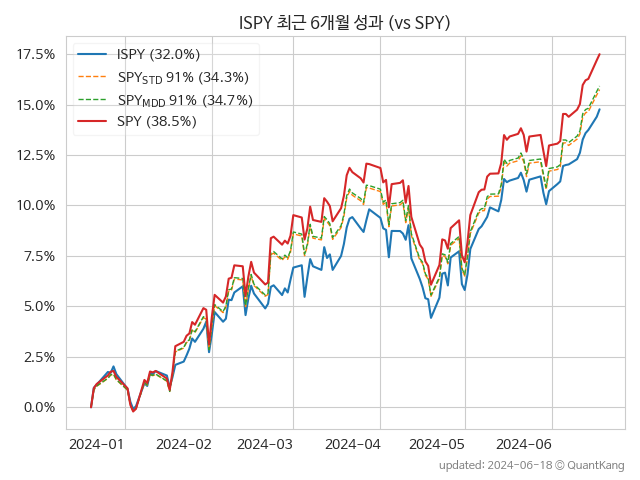 ISPY 최근 6개월 성과 (vs SPY)
17.5%
15.0%
12.5%
10.0%
7.5%
5.0%
2.5%
0.0%
ISPY (32.0%)
SPY_STD 91% (34.3%)
SPY_MDD 91% (34.7%)
SPY (38.5%)
2024-01 2024-02 2024-03 2024-04 2024-05 2024-06
updated: 2024-06-18 © QuantKang